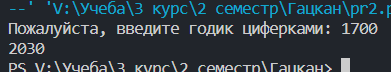 --' 'V:\Учеба\3 курс\2 семестр\Гацкан\pr2.p
Пожалуйста, введите годик циферками: 1700
2030
PS V:\Учеба\3 курс\2 семестр\Гацкан>